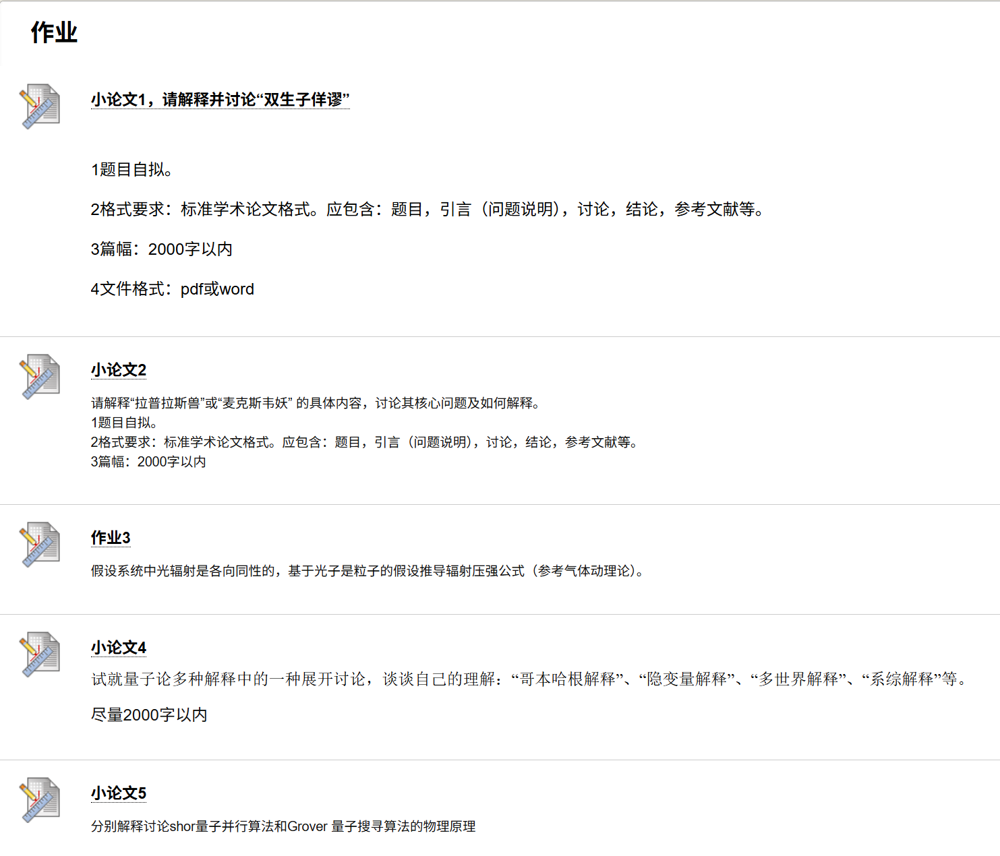 作业
小论文1，请解释并讨论“双生子佯谬”
1题目自拟。
2格式要求：标准学术论文格式。应包含：题目，引言（问题说明），讨论，结论，参考文献等。
3篇幅：2000字以内
4文件格式：pdf或word
小论文2
请解释“拉普拉斯兽”或“麦克斯韦妖” 的具体内容，讨论其核心问题及如何解释。
1题目自拟。
2格式要求：标准学术论文格式。应包含：题目，引言（问题说明），讨论，结论，参考文献等。
3篇幅：2000字以内
作业3
假设系统中光辐射是各向同性的，基于光子是粒子的假设推导辐射压强公式（参考气体动理论）。
小论文4
试就量子论多种解释中的一种展开讨论，谈谈自己的理解：“哥本哈根解释”、“隐变量解释”、“多世界解释”、“系综解释”等。
尽量2000字以内
小论文5
分别解释讨论shor量子并行算法和Grover 量子搜寻算法的物理原理